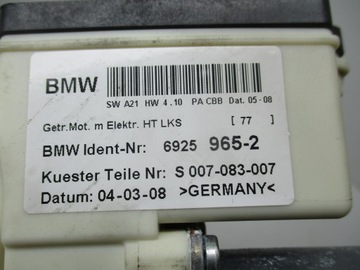 BMW
SW A21 HW 4.10 PA CBB Dat. 05-08
Getr.Mot. m Elektr. HT LKS [ 77 ]
BMW Ident-Nr: 6925 965-2
Kuester Teile Nr: S 007-083-007
Datum: 04-03-08 >GERMANY<